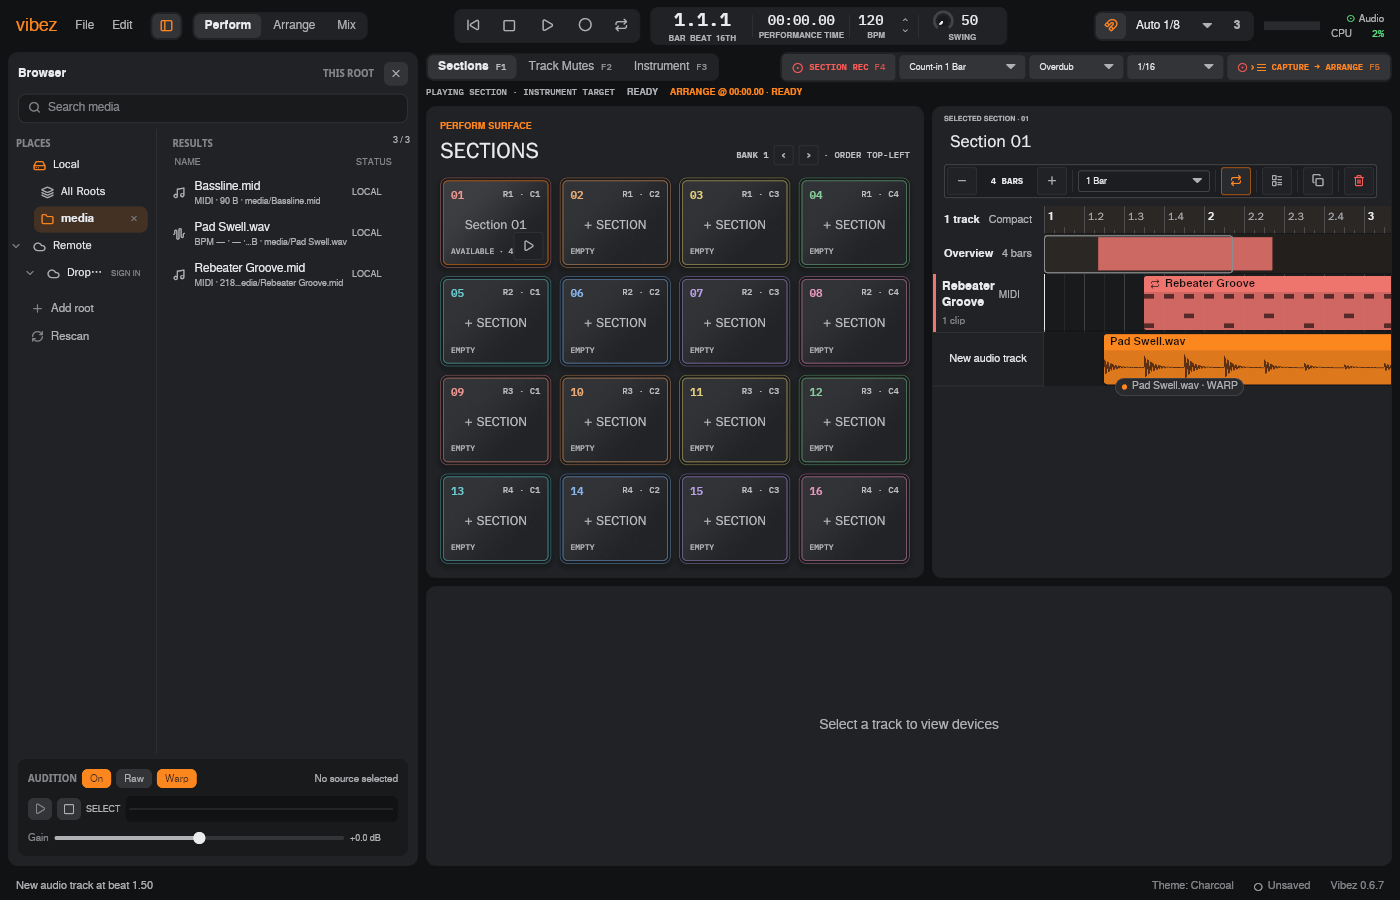 vibez File Edit Perform Arrange Mix
1.1.1 00:00.00 120 50
BAR BEAT 16TH PERFORMANCE TIME BPM SWING
Auto 1/8 3 Audio
CPU 2%
Browser THIS ROOT
Search media
PLACES
Local
All Roots
media
Remote
Drop··· SIGN IN
Add root
Rescan
RESULTS 3 / 3
NAME STATUS
Bassline.mid LOCAL
MIDI · 90 B · media/Bassline.mid
Pad Swell.wav LOCAL
BPM — · — ·...B · media/Pad Swell.wav
Rebeater Groove.mid LOCAL
MIDI · 218...edia/Rebeater Groove.mid
AUDITION On Raw Warp No source selected
SELECT
Gain +0.0 dB
Sections F1 Track Mutes F2 Instrument F3
SECTION REC F4 Count-in 1 Bar Overdub 1/16 CAPTURE → ARRANGE F5
PLAYING SECTION · INSTRUMENT TARGET READY ARRANGE @ 00:00.00 · READY
PERFORM SURFACE
SECTIONS BANK 1 ‹ › · ORDER TOP-LEFT
01 R1 · C1 02 R1 · C2 03 R1 · C3 04 R1 · C4
Section 01 + SECTION + SECTION + SECTION
AVAILABLE · 4 EMPTY EMPTY EMPTY
05 R2 · C1 06 R2 · C2 07 R2 · C3 08 R2 · C4
+ SECTION + SECTION + SECTION + SECTION
EMPTY EMPTY EMPTY EMPTY
09 R3 · C1 10 R3 · C2 11 R3 · C3 12 R3 · C4
+ SECTION + SECTION + SECTION + SECTION
EMPTY EMPTY EMPTY EMPTY
13 R4 · C1 14 R4 · C2 15 R4 · C3 16 R4 · C4
+ SECTION + SECTION + SECTION + SECTION
EMPTY EMPTY EMPTY EMPTY
SELECTED SECTION · 01
Section 01
− 4 BARS + 1 Bar
1 track Compact 1 1.2 1.3 1.4 2 2.2 2.3 2.4 3
Overview 4 bars
Rebeater Groove MIDI
1 clip
Rebeater Groove
New audio track
Pad Swell.wav
Pad Swell.wav · WARP
Select a track to view devices
New audio track at beat 1.50 Theme: Charcoal Unsaved Vibez 0.6.7